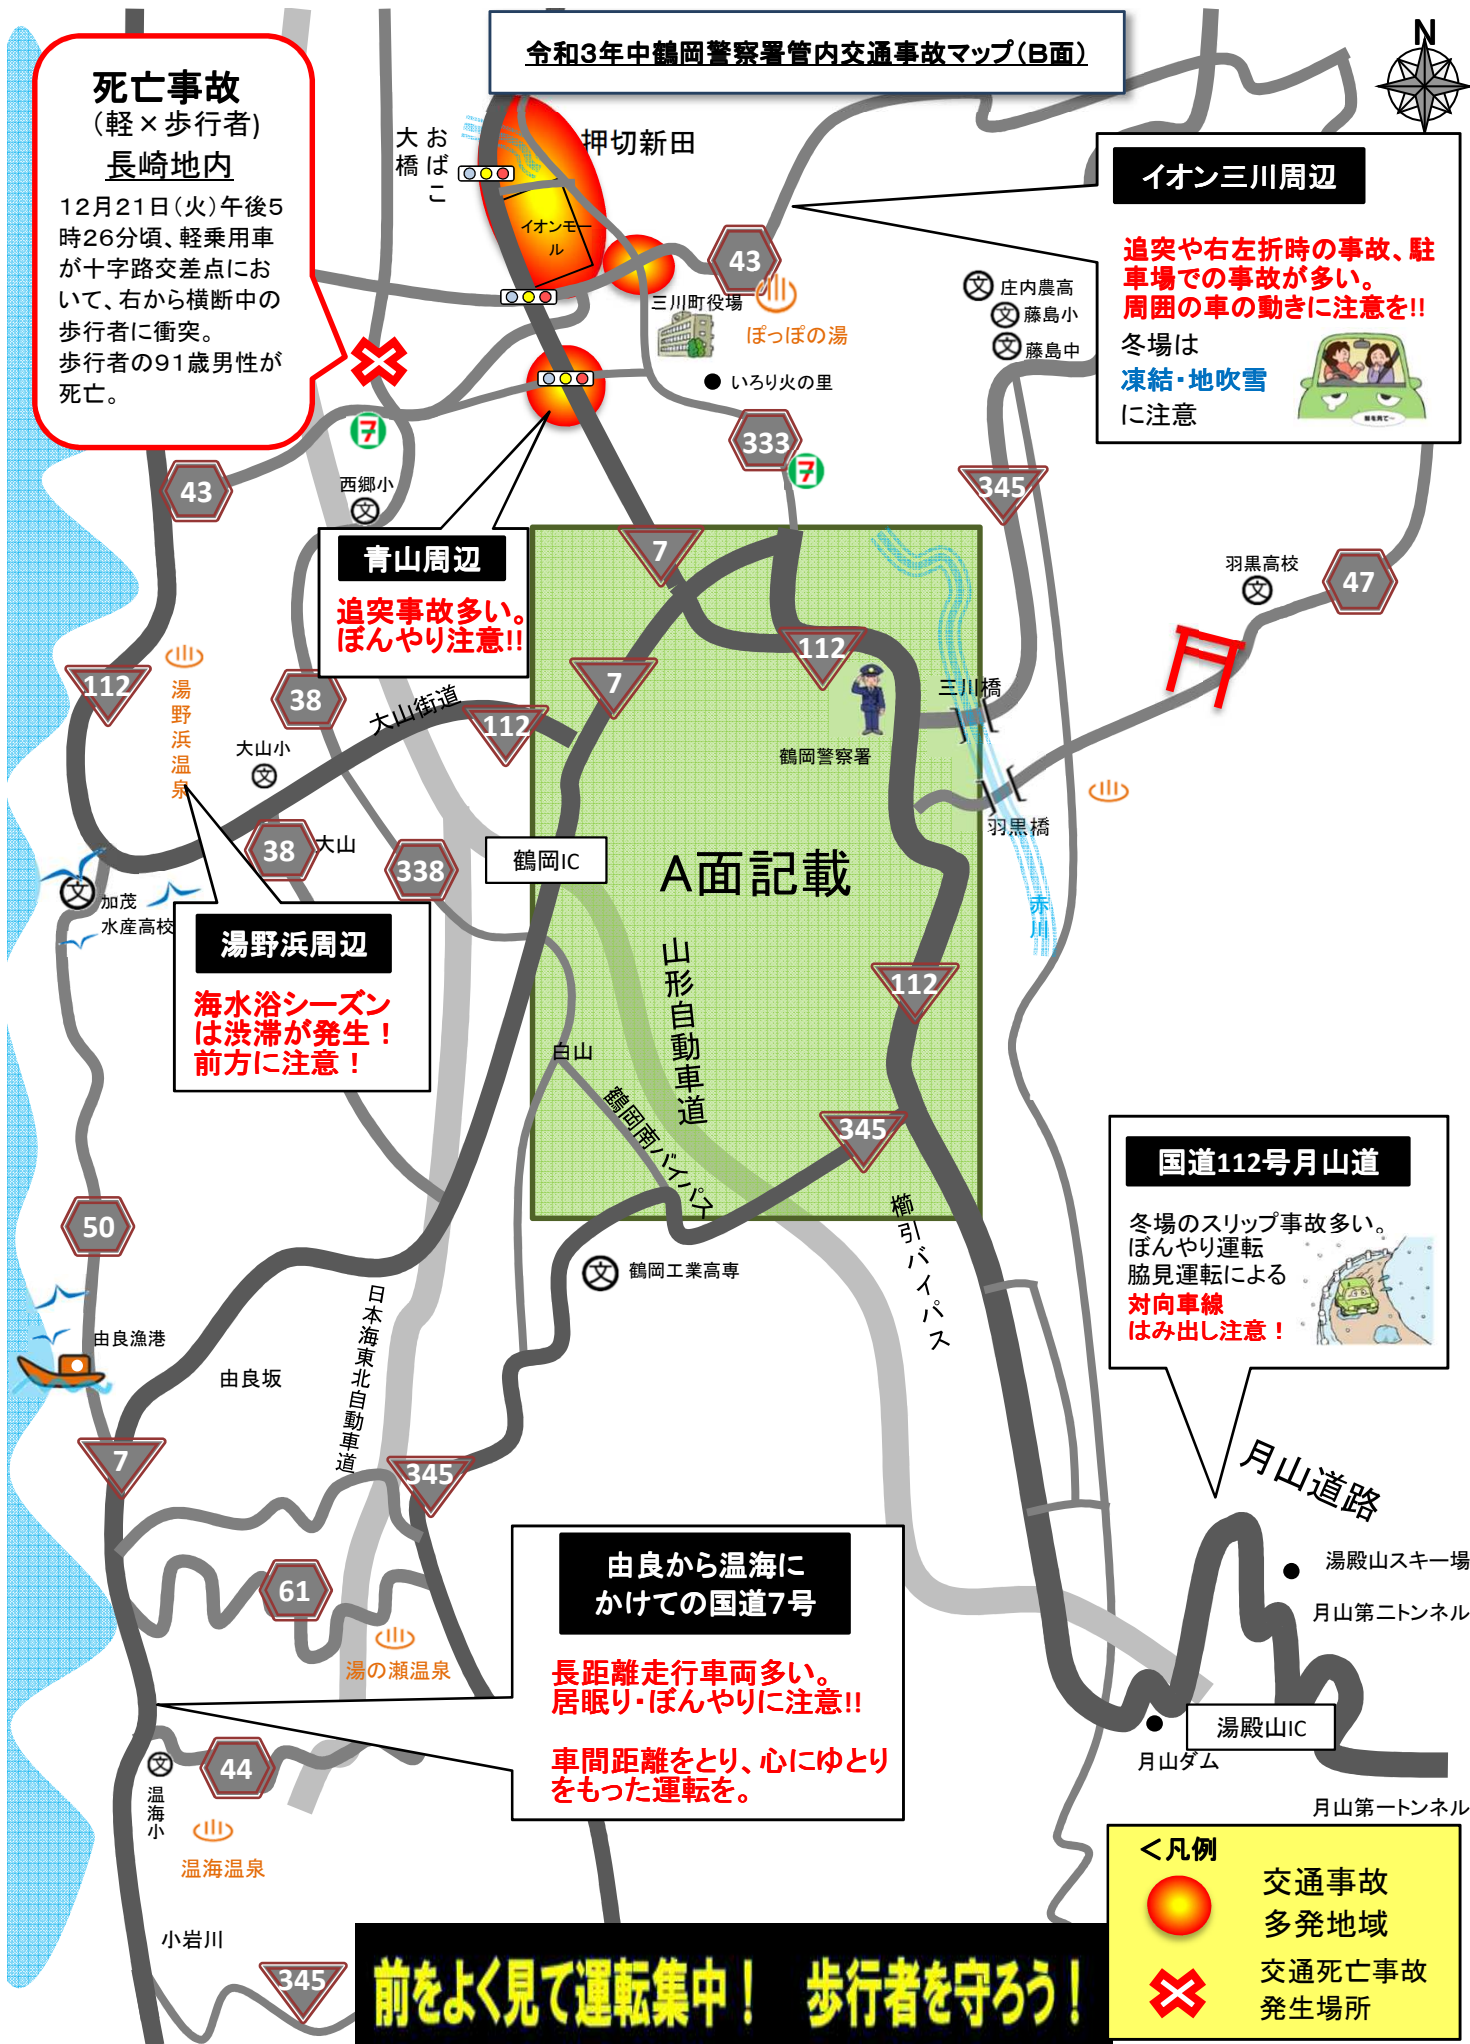 令和3年中鶴岡警察署管内交通事故マップ(B面)
N
死亡事故
(軽×歩行者)
長崎地内
12月21日(火)午後5
時26分頃、軽乗用車
が十字路交差点にお
いて、右から横断中の
歩行者に衝突。
歩行者の91歳男性が
死亡。
おばこ
大橋
押切新田
イオンモー
ル
43
三川町役場
ぽっぽの湯
いろり火の里
イオン三川周辺
追突や右左折時の事故、駐
車場での事故が多い。
周囲の車の動きに注意を!!
冬場は
凍結・地吹雪
に注意
庄内農高
文
藤島小
文
藤島中
文
333
7
7
43
西郷小
文
345
青山周辺
追突事故多い。
ぼんやり注意!!
7
羽黒高校
文
47
112
湯野浜温泉
38
大山街道
112
7
112
三川橋
大山小
文
鶴岡警察署
羽黒橋
38
大山
338
鶴岡IC
A面記載
文
加茂
水産高校
赤川
湯野浜周辺
海水浴シーズン
は渋滞が発生！
前方に注意！
山形自動車道
112
白山
鶴岡南バイパス
345
国道112号月山道
冬場のスリップ事故多い。
ぼんやり運転
脇見運転による
対向車線
はみ出し注意！
50
櫛引バイパス
文
鶴岡工業高専
日本海東北自動車道
由良漁港
由良坂
7
345
月山道路
湯殿山スキー場
月山第二トンネル
61
湯の瀬温泉
由良から温海に
かけての国道7号
長距離走行車両多い。
居眠り・ぼんやりに注意!!
車間距離をとり、心にゆとり
をもった運転を。
湯殿山IC
月山ダム
月山第一トンネル
文
温海小
44
温海温泉
小岩川
345
前をよく見て運転集中！　歩行者を守ろう！
＜凡例
交通事故
多発地域
交通死亡事故
発生場所